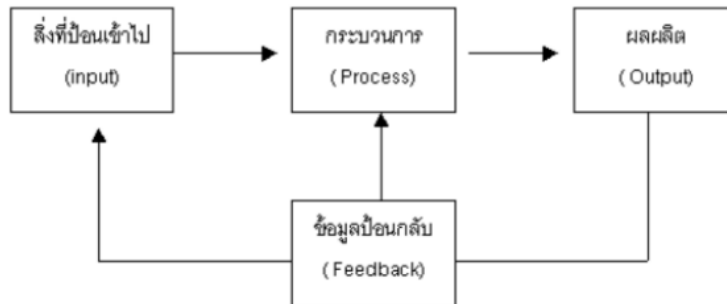 สิ่งที่ป้อนเข้าไป
(input)
กระบวนการ
( Process)
ผลผลิต
( Output)
ข้อมูลป้อนกลับ
( Feedback)